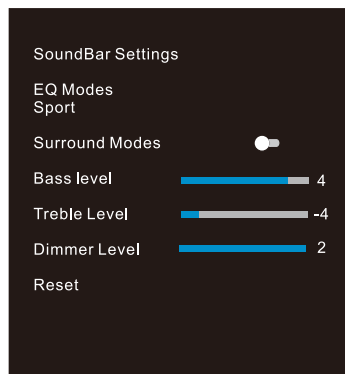 SoundBar Settings
EQ Modes
Sport
Surround Modes
Bass level 4
Treble Level -4
Dimmer Level 2
Reset